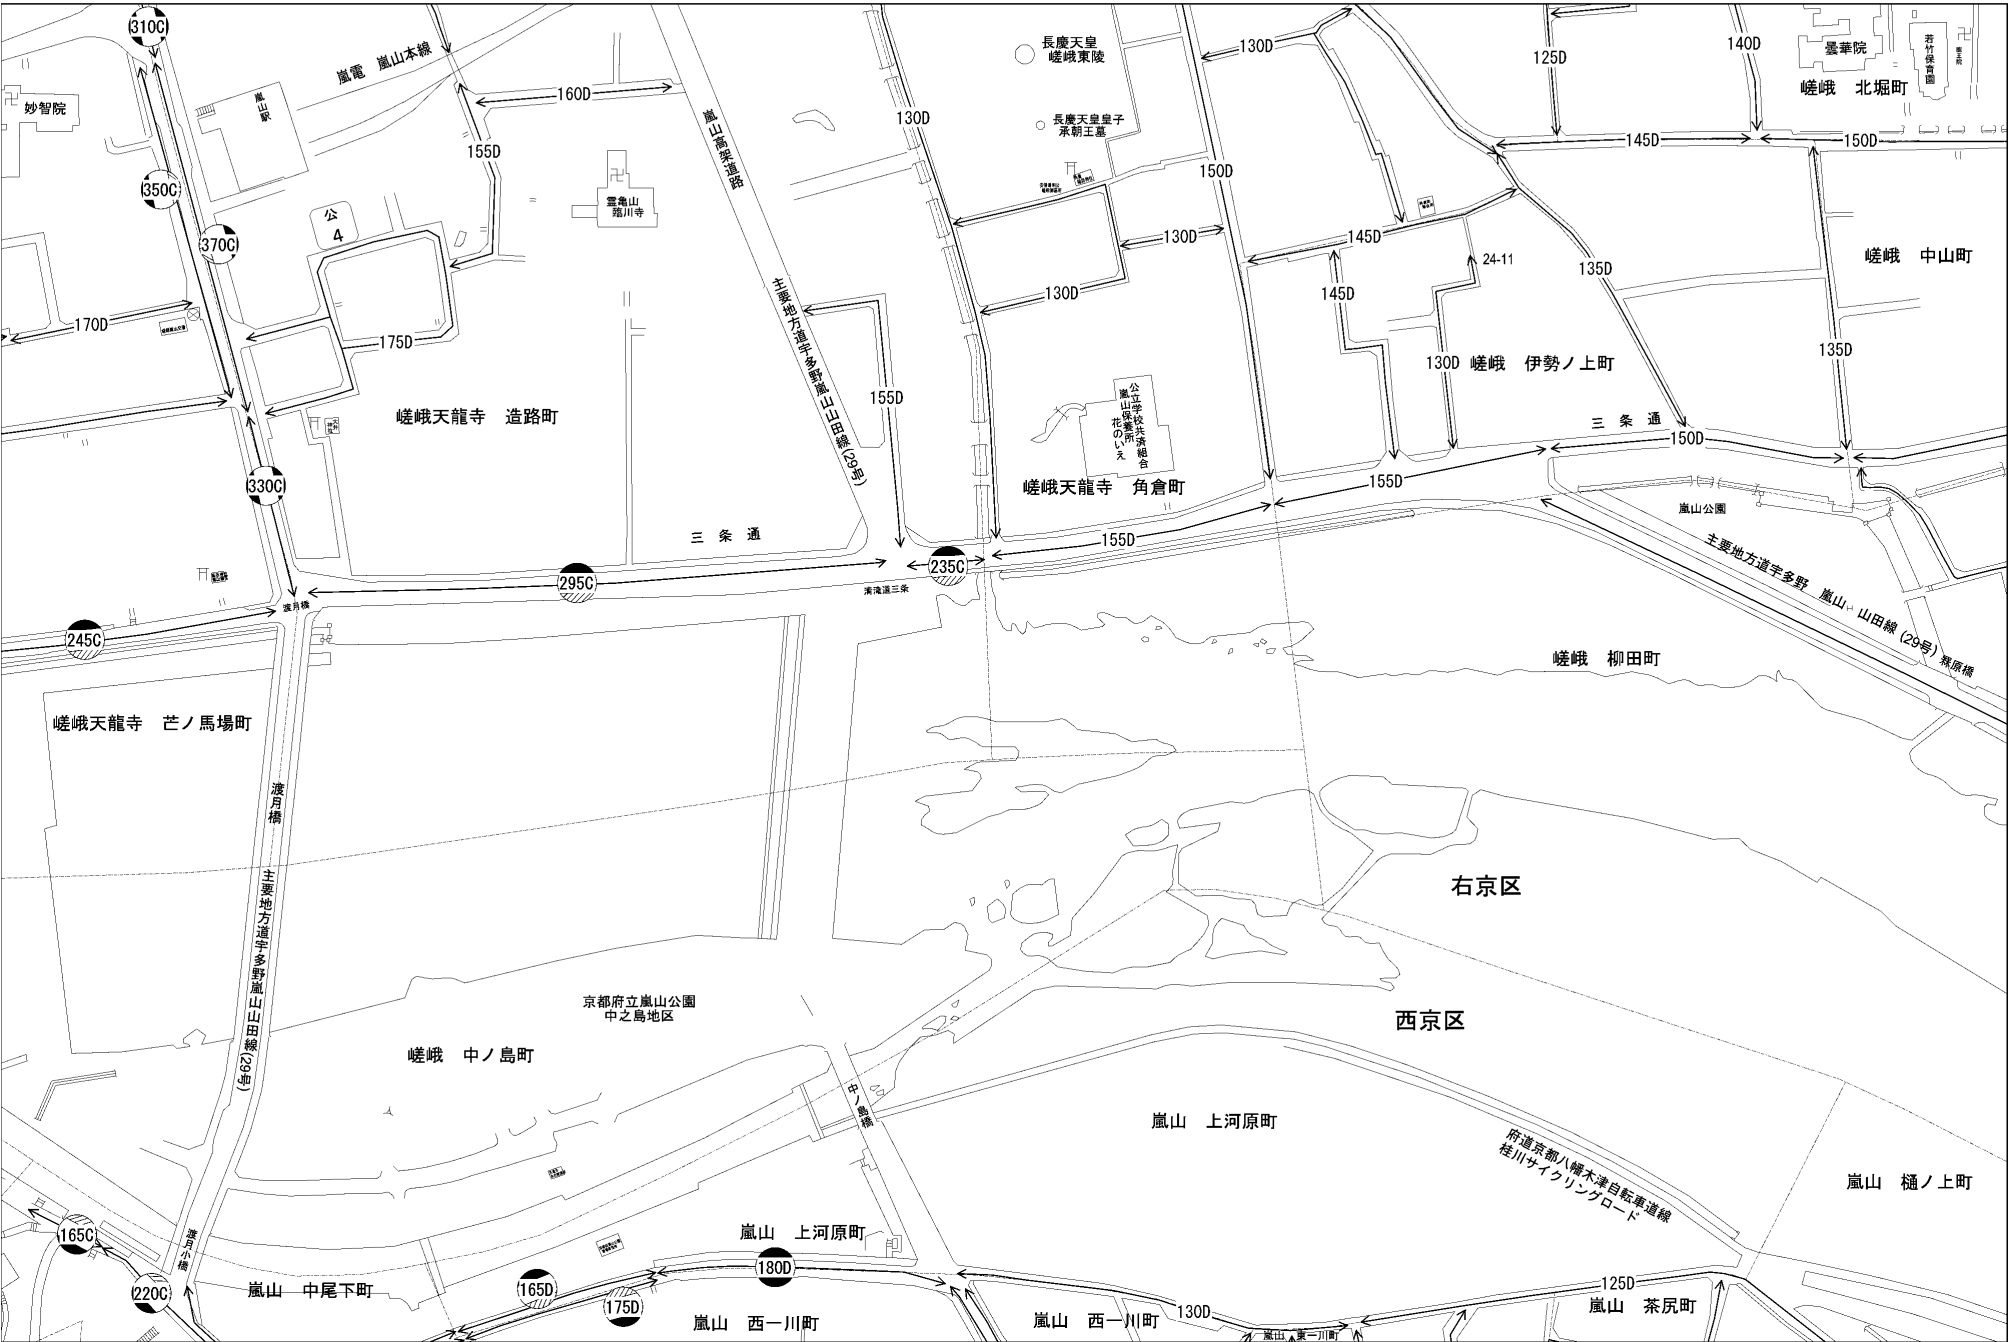 310C
嵐電 嵐山本線
妙智院
嵐山駅
350C
370C
公
4
155D
160D
霊亀山
臨川寺
嵐山高架道路
170D
175D
嵯峨天龍寺 造路町
330C
主要地方道宇多野嵐山山田線(29号)
155D
130D
長慶天皇
嵯峨東陵
長慶天皇皇子
承朝王墓
130D
130D
150D
130D
145D
145D
24-11
130D
嵯峨 伊勢ノ上町
135D
125D
140D
曇華院
若竹保育園
嵯峨 北堀町
145D
150D
嵯峨 中山町
135D
公立学校共済組合
嵐山保養所
花のいえ
嵯峨天龍寺 角倉町
三条通
150D
155D
155D
嵐山公園
主要地方道宇多野 嵐山 山田線(29号)
三条通
235C
295C
清滝道三条
渡月橋
245C
嵯峨天龍寺 芒ノ馬場町
嵯峨 柳田町
渡月橋
主要地方道宇多野嵐山山田線(29号)
右京区
西京区
京都府立嵐山公園
中之島地区
嵯峨 中ノ島町
中ノ島橋
嵐山 上河原町
府道京都八幡木津自転車道線
桂川サイクリングロード
嵐山 樋ノ上町
165C
渡月小橋
220C
嵐山 中尾下町
嵐山 上河原町
180D
165D
175D
嵐山 西一川町
嵐山 西一川町
130D
嵐山 東一川町
125D
嵐山 茶尻町